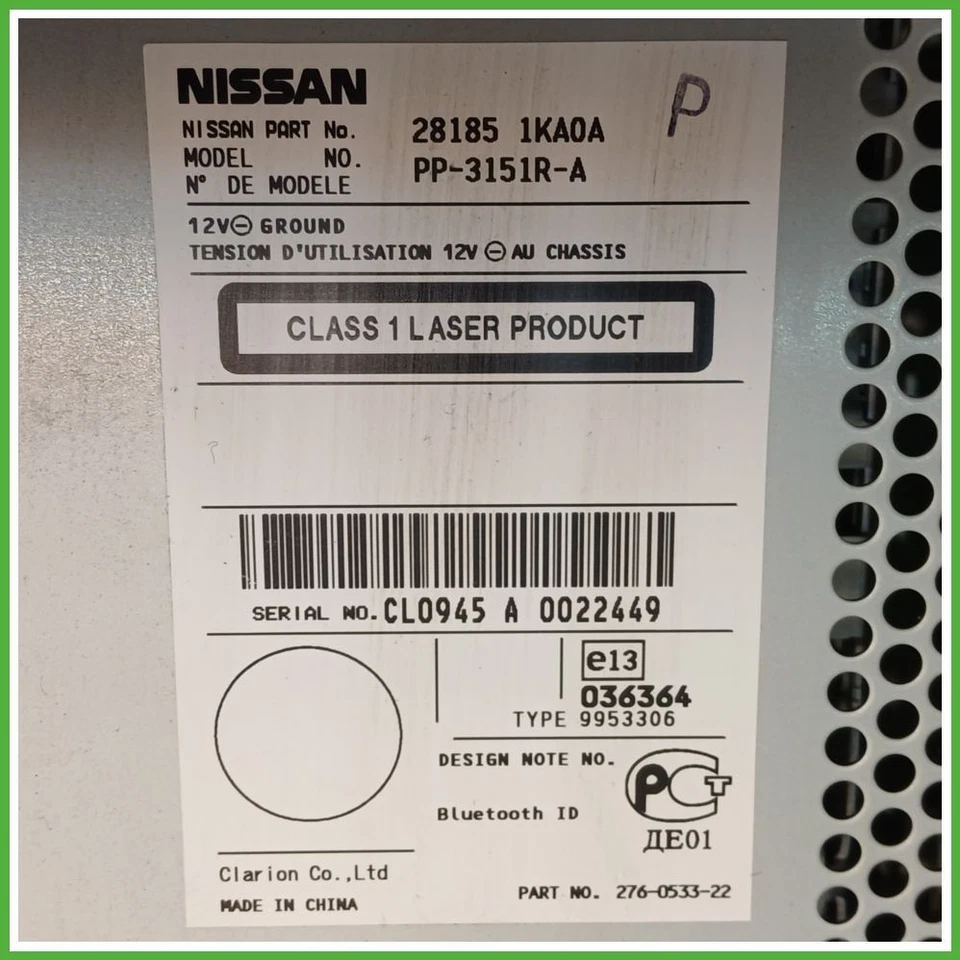 NISSAN
P
NISSAN PART No. 28185 1KA0A
MODEL NO. PP-3151R-A
N° DE MODELE
12V⊖ GROUND
TENSION D'UTILISATION 12V ⊖ AU CHASSIS
CLASS 1 LASER PRODUCT
SERIAL NO. CL0945 A 0022449
e13
036364
TYPE 9953306
DESIGN NOTE NO.
PCT
Bluetooth ID
ДЕ01
Clarion Co.,Ltd
PART NO. 276-0533-22
MADE IN CHINA